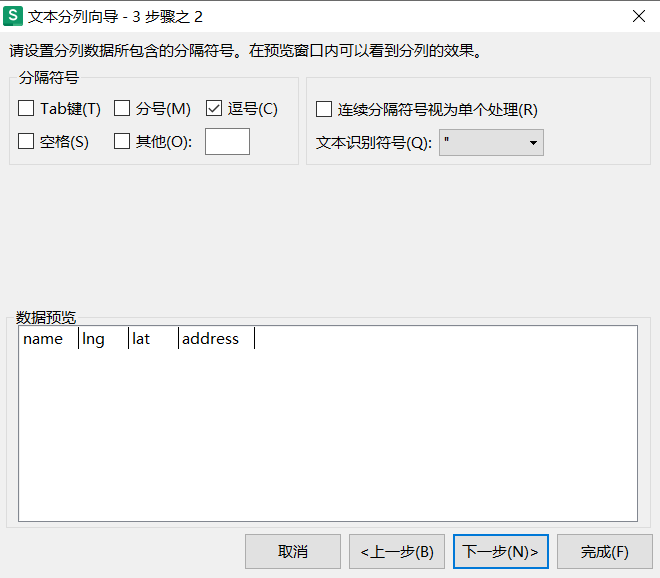 S 文本分列向导 - 3 步骤之 2
请设置分列数据所包含的分隔符号。在预览窗口内可以看到分列的效果。
分隔符号
Tab键(T) 分号(M) 逗号(C)
空格(S) 其他(O):
连续分隔符号视为单个处理(R)
文本识别符号(Q): "
数据预览
name lng lat address
取消 <上一步(B) 下一步(N)> 完成(F)